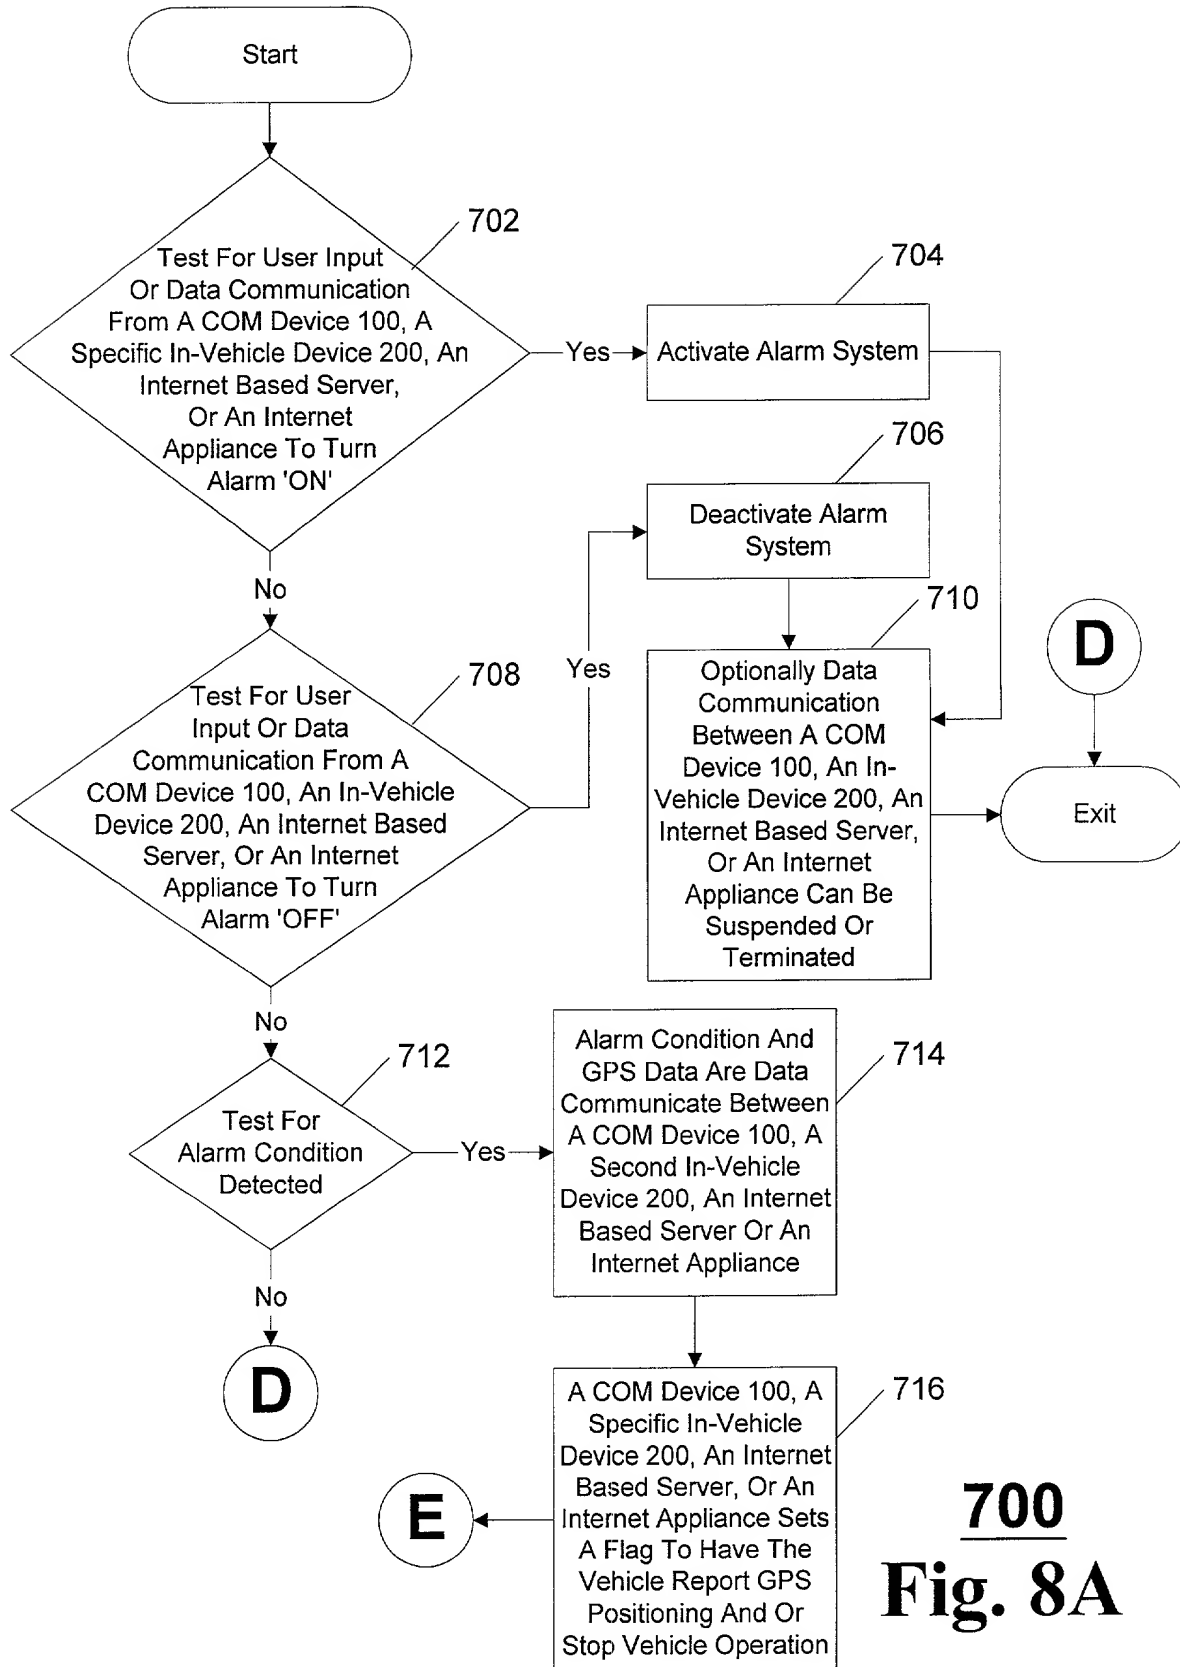 Start
702
Test For User Input
Or Data Communication
From A COM Device 100, A
Specific In-Vehicle Device 200, An
Internet Based Server,
Or An Internet
Appliance To Turn
Alarm 'ON'
Yes
704
Activate Alarm System
706
Deactivate Alarm
System
No
708
Test For User
Input Or Data
Communication From A
COM Device 100, An In-Vehicle
Device 200, An Internet Based
Server, Or An Internet
Appliance To Turn
Alarm 'OFF'
Yes
710
Optionally Data
Communication
Between A COM
Device 100, An In-
Vehicle Device 200, An
Internet Based Server,
Or An Internet
Appliance Can Be
Suspended Or
Terminated
D
Exit
No
712
Test For
Alarm Condition
Detected
Yes
714
Alarm Condition And
GPS Data Are Data
Communicate Between
A COM Device 100, A
Second In-Vehicle
Device 200, An Internet
Based Server Or An
Internet Appliance
No
D
716
A COM Device 100, A
Specific In-Vehicle
Device 200, An Internet
Based Server, Or An
Internet Appliance Sets
A Flag To Have The
Vehicle Report GPS
Positioning And Or
Stop Vehicle Operation
E
700
Fig. 8A